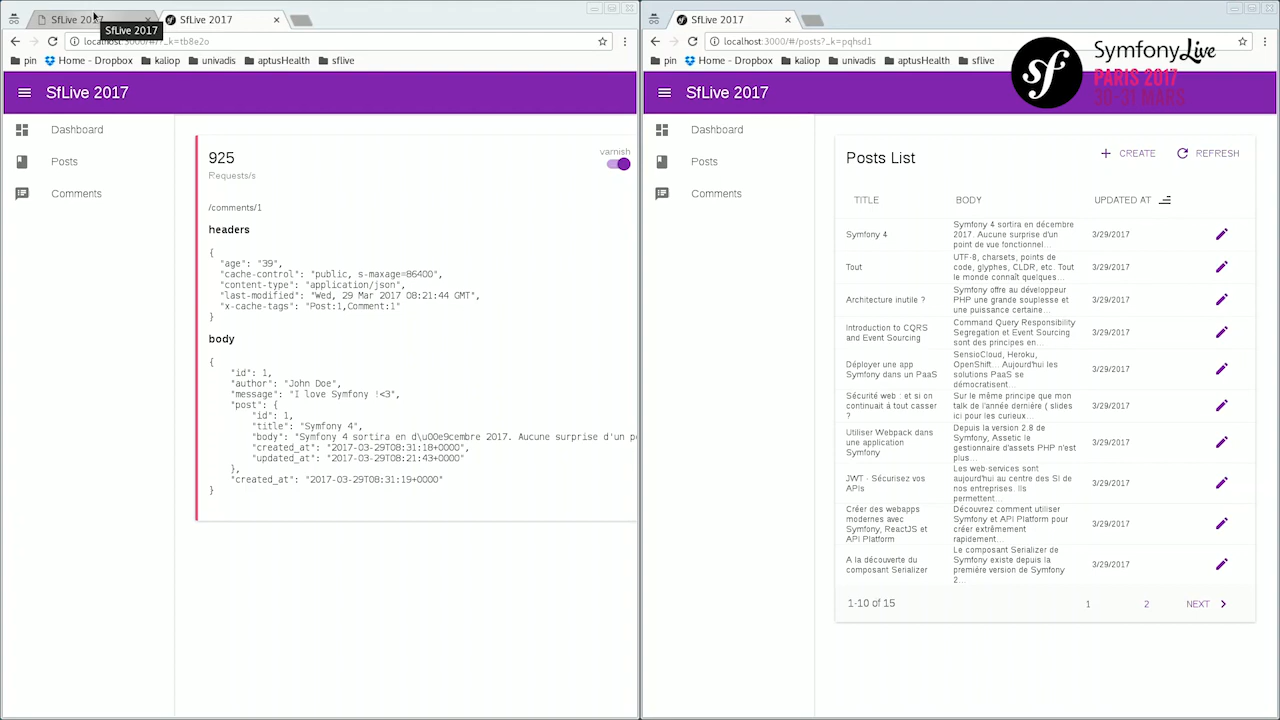 SfLive 2017
SfLive 2017
SfLive 2017
localhost:3000/#/?_k=tb8e2o
pin
Home - Dropbox
kaliop
univadis
aptusHealth
sflive
SfLive 2017
Dashboard
Posts
Comments
925
Requests/s
varnish
/comments/1
headers
{
"age": "39",
"cache-control": "public, s-maxage=86400",
"content-type": "application/json",
"last-modified": "Wed, 29 Mar 2017 08:21:44 GMT",
"x-cache-tags": "Post:1,Comment:1"
}
body
{
"id": 1,
"author": "John Doe",
"message": "I love Symfony !<3",
"post": {
"id": 1,
"title": "Symfony 4",
"body": "Symfony 4 sortira en d\u00e9cembre 2017. Aucune surprise d'un p
"created_at": "2017-03-29T08:31:18+0000",
"updated_at": "2017-03-29T08:21:43+0000"
},
"created_at": "2017-03-29T08:31:19+0000"
}
SfLive 2017
localhost:3000/#/posts?_k=pqhsd1
pin
Home - Dropbox
kaliop
univadis
aptusHealth
sflive
sf
SymfonyLive
PARIS 2017
30-31 MARS
SfLive 2017
Dashboard
Posts
Comments
Posts List
CREATE
REFRESH
TITLE
BODY
UPDATED AT
Symfony 4
Symfony 4 sortira en décembre
2017. Aucune surprise d'un
point de vue fonctionnel...
3/29/2017
Tout
UTF-8, charsets, points de
code, glyphes, CLDR, etc. Tout
le monde connaît quelques...
3/29/2017
Architecture inutile ?
Symfony offre au développeur
PHP une grande souplesse et
une puissance certaine...
3/29/2017
Introduction to CQRS
and Event Sourcing
Command Query Responsibility
Segregation et Event Sourcing
sont des principes en...
3/29/2017
Déployer une app
Symfony dans un PaaS
SensioCloud, Heroku,
OpenShift... Aujourd'hui les
solutions PaaS se
démocratisent...
3/29/2017
Sécurité web : et si on
continuait à tout casser
?
Sur le même principe que mon
talk de l'année dernière ( slides
ici pour les curieux...
3/29/2017
Utiliser Webpack dans
une application
Symfony
Depuis la version 2.8 de
Symfony, Assetic le
gestionnaire d'assets PHP n'est
plus...
3/29/2017
JWT - Sécurisez vos
APIs
Les web services sont
aujourd'hui au centre des SI de
nos entreprises. Ils
permettent...
3/29/2017
Créer des webapps
modernes avec
Symfony, ReactJS et
API Platform
Découvrez comment utiliser
Symfony et API Platform pour
créer extrêmement
rapidement...
3/29/2017
A la découverte du
composant Serializer
Le composant Serializer de
Symfony existe depuis la
première version de Symfony
2...
3/29/2017
1-10 of 15
1
2
NEXT